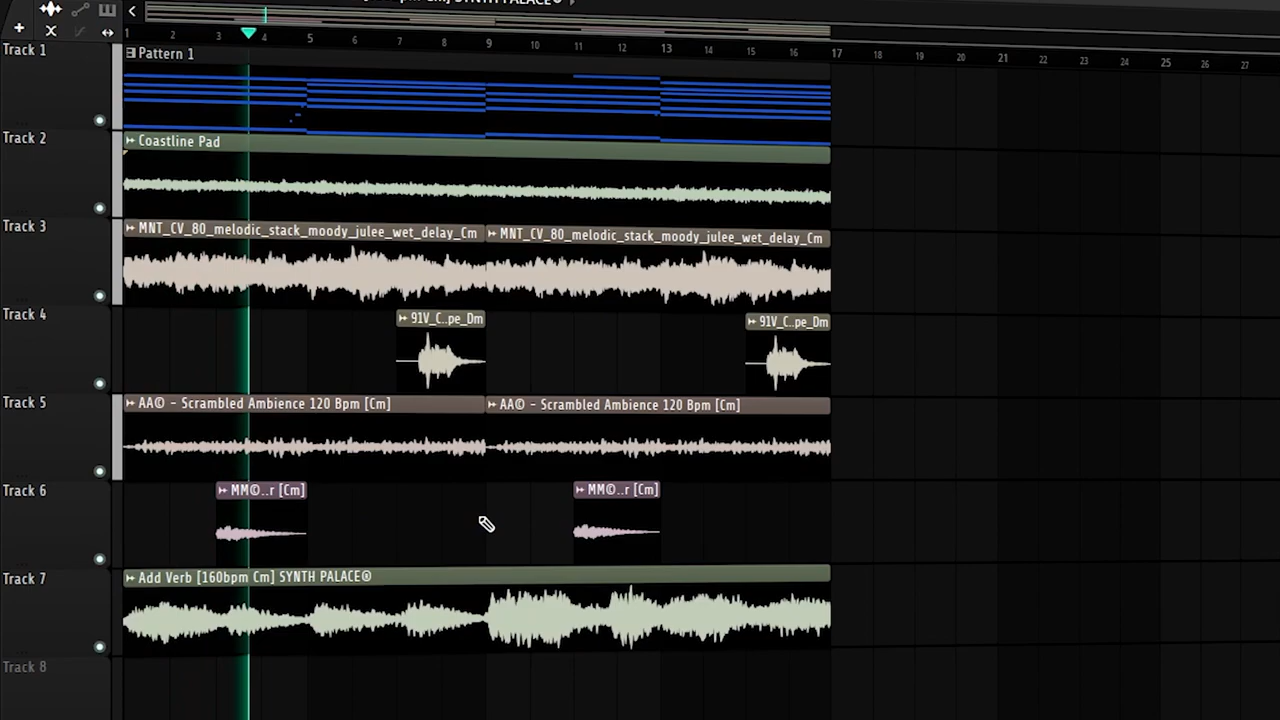 SYNTH PALACE®
1 2 3 4 5 6 7 8 9 10 11 12 13 14 15 16 17 18 19 20 21 22 23 24 25 26 27
Track 1
Pattern 1
Track 2
Coastline Pad
Track 3
MNT_CV_80_melodic_stack_moody_julee_wet_delay_Cm MNT_CV_80_melodic_stack_moody_julee_wet_delay_Cm
Track 4
91V_C..pe_Dm 91V_C..pe_Dm
Track 5
AA© - Scrambled Ambience 120 Bpm [Cm] AA© - Scrambled Ambience 120 Bpm [Cm]
Track 6
MM©..r [Cm] MM©..r [Cm]
Track 7
Add Verb [160bpm Cm] SYNTH PALACE®
Track 8